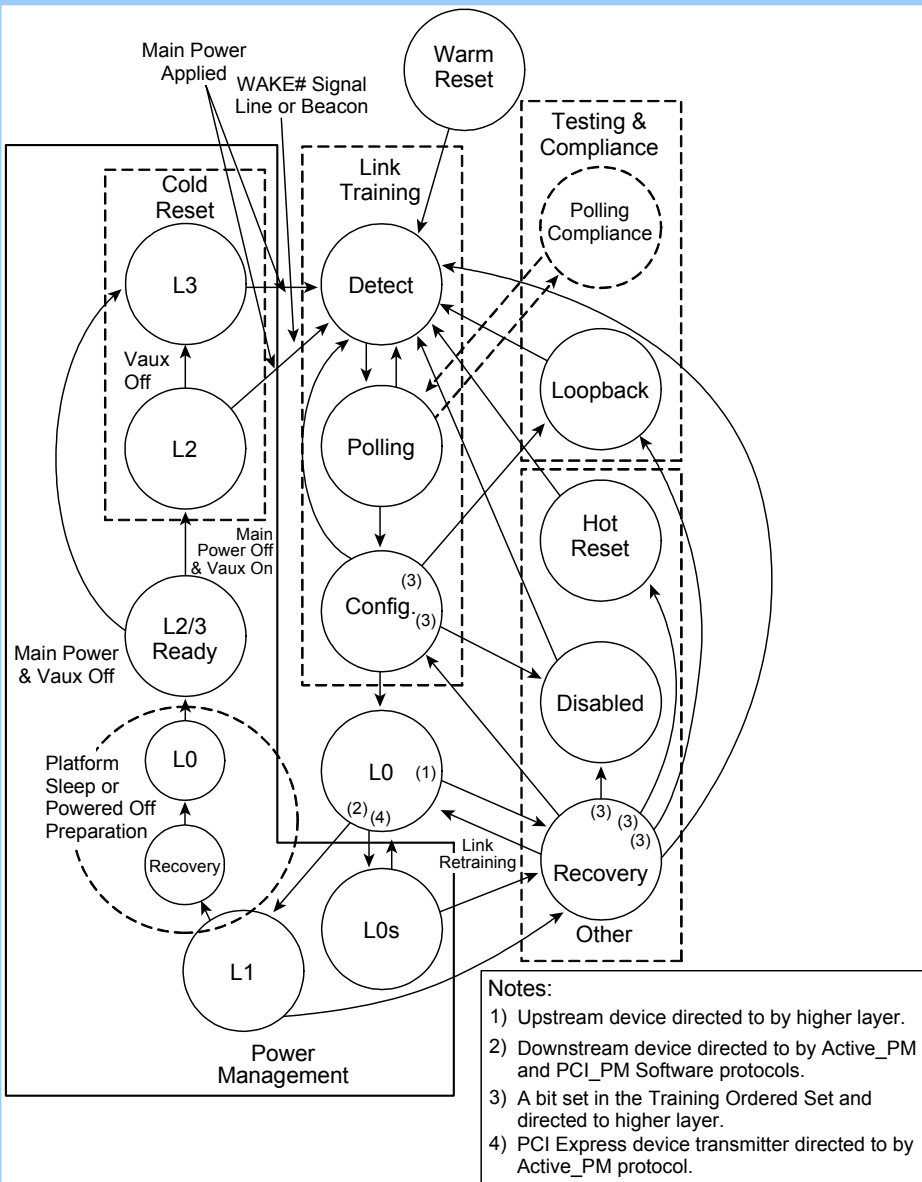 Main Power
Applied
WAKE# Signal
Line or Beacon
Warm
Reset
Testing &
Compliance
Polling
Compliance
Loopback
Link
Training
Detect
Polling
Config.
(3)
(3)
Cold
Reset
L3
Vaux
Off
L2
Main
Power Off
& Vaux On
L2/3
Ready
Main Power
& Vaux Off
Platform
Sleep or
Powered Off
Preparation
L0
Recovery
L1
Power
Management
L0
(1)
(2)
(4)
L0s
Link
Retraining
Hot
Reset
Disabled
(3)
(3)
(3)
Recovery
Other
Notes:
1) Upstream device directed to by higher layer.
2) Downstream device directed to by Active_PM
and PCI_PM Software protocols.
3) A bit set in the Training Ordered Set and
directed to higher layer.
4) PCI Express device transmitter directed to by
Active_PM protocol.